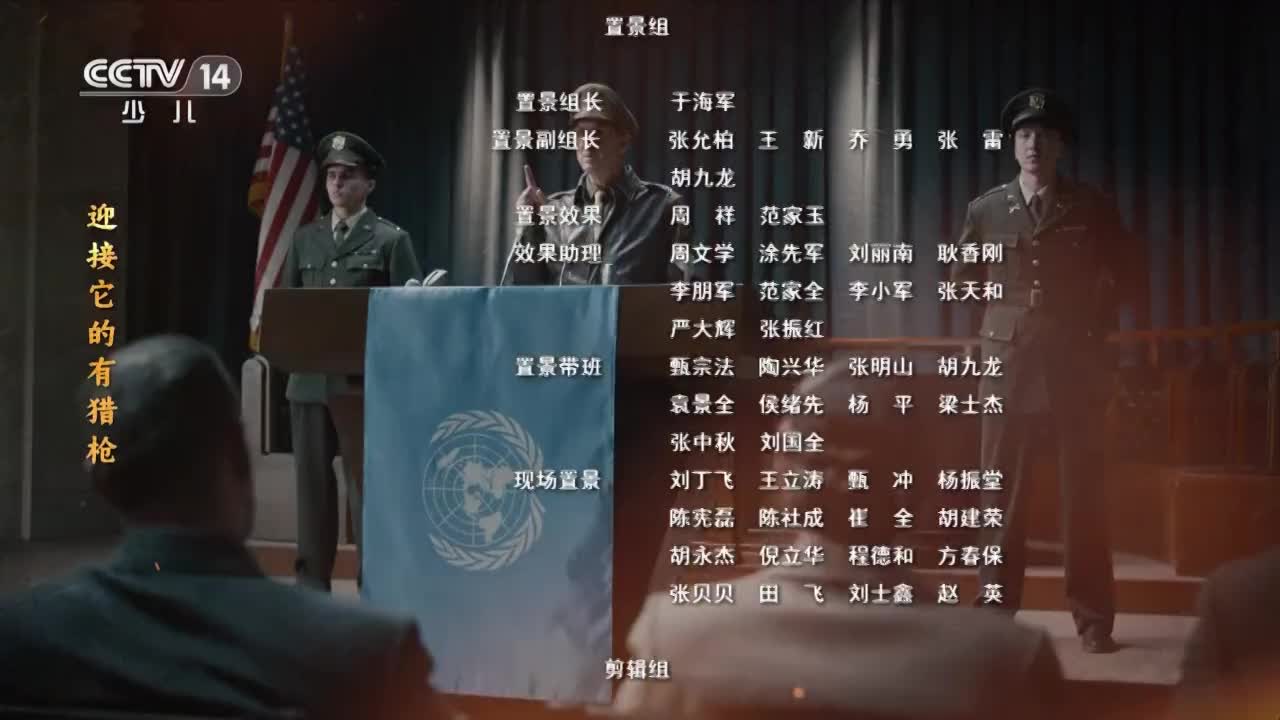 置景组
CCTV 14
少儿
置景组长 于海军
置景副组长 张允柏 王新 乔勇 张雷
胡九龙
置景效果 周祥 范家玉
效果助理 周文学 涂先军 刘丽南 耿香刚
李朋军 范家全 李小军 张天和
严大辉 张振红
置景带班 甄宗法 陶兴华 张明山 胡九龙
袁景全 侯绪先 杨平 梁士杰
张中秋 刘国全
现场置景 刘丁飞 王立涛 甄冲 杨振堂
陈宪磊 陈社成 崔全 胡建荣
胡永杰 倪立华 程德和 方春保
张贝贝 田飞 刘士鑫 赵英
剪辑组
迎接它的有猎枪